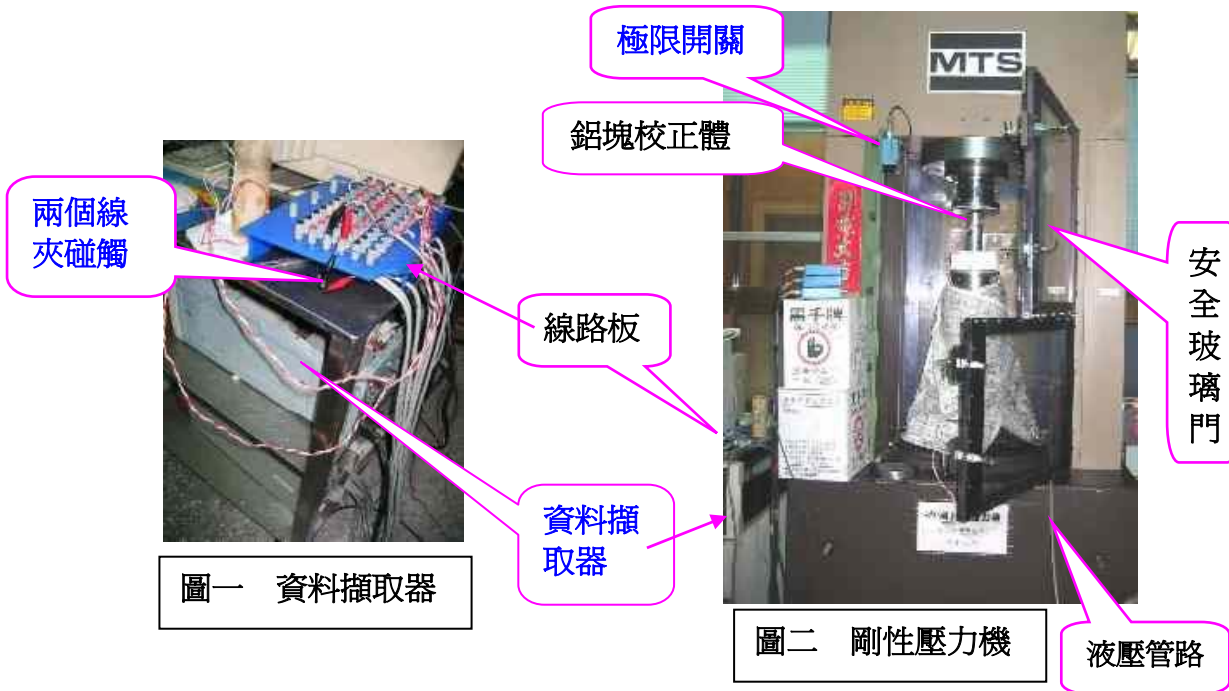 極限開關
MTS
鋁塊校正體
兩個線
夾碰觸
安
全
玻
璃
門
線路板
資料擷
取器
圖一 資料擷取器
圖二 剛性壓力機
液壓管路